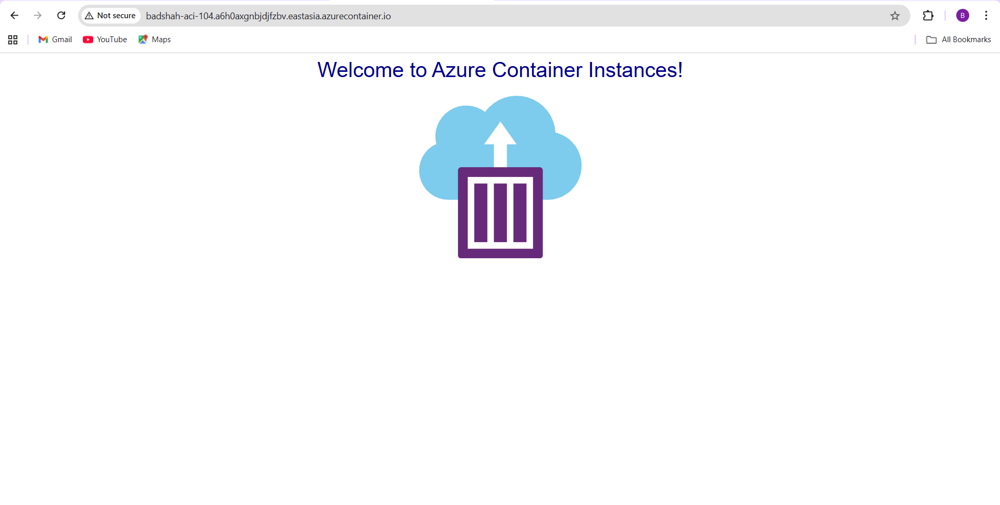 Not secure badshah-aci-104.a6h0axgnbjdjfzbv.eastasia.azurecontainer.io B
Gmail YouTube Maps All Bookmarks
Welcome to Azure Container Instances!